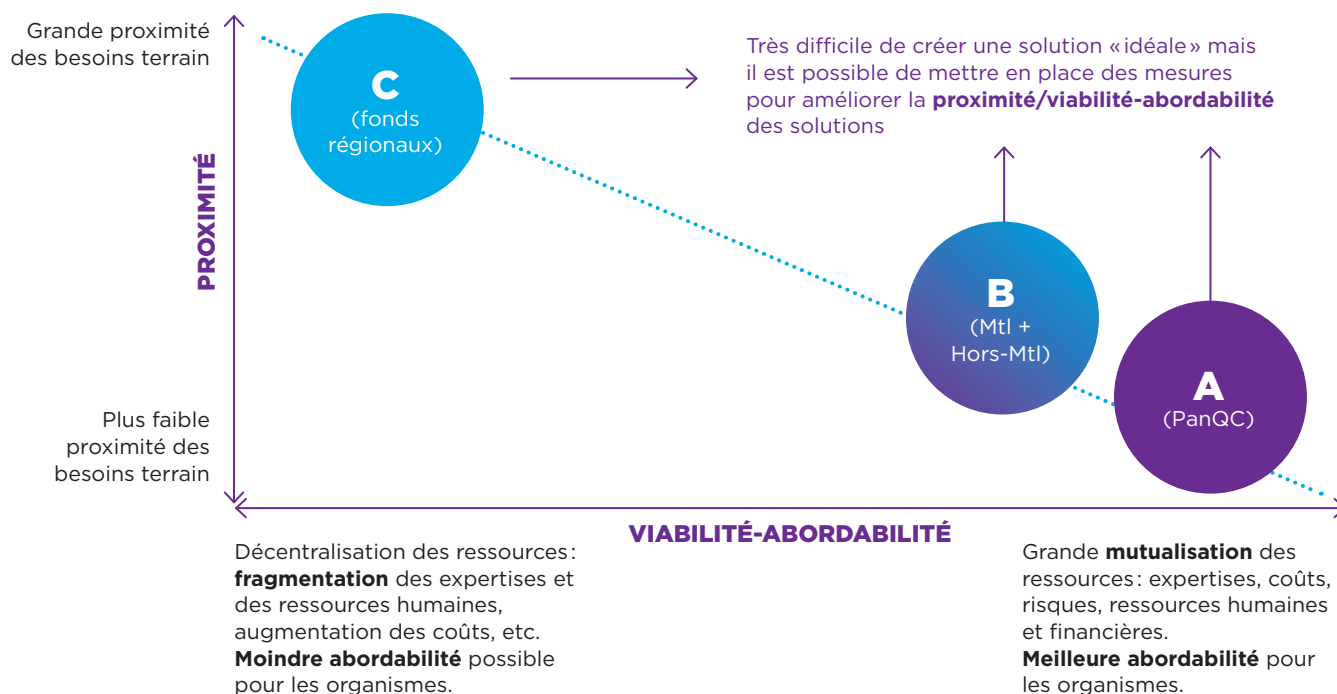 Grande proximité
des besoins terrain
C
(fonds
régionaux)
Très difficile de créer une solution «idéale» mais
il est possible de mettre en place des mesures
pour améliorer la proximité/viabilité-abordabilité
des solutions
PROXIMITÉ
B
(Mtl +
Hors-Mtl)
A
(PanQC)
Plus faible
proximité des
besoins terrain
VIABILITÉ-ABORDABILITÉ
Décentralisation des ressources :
fragmentation des expertises et
des ressources humaines,
augmentation des coûts, etc.
Moindre abordabilité possible
pour les organismes.
Grande mutualisation des
ressources : expertises, coûts,
risques, ressources humaines
et financières.
Meilleure abordabilité pour
les organismes.